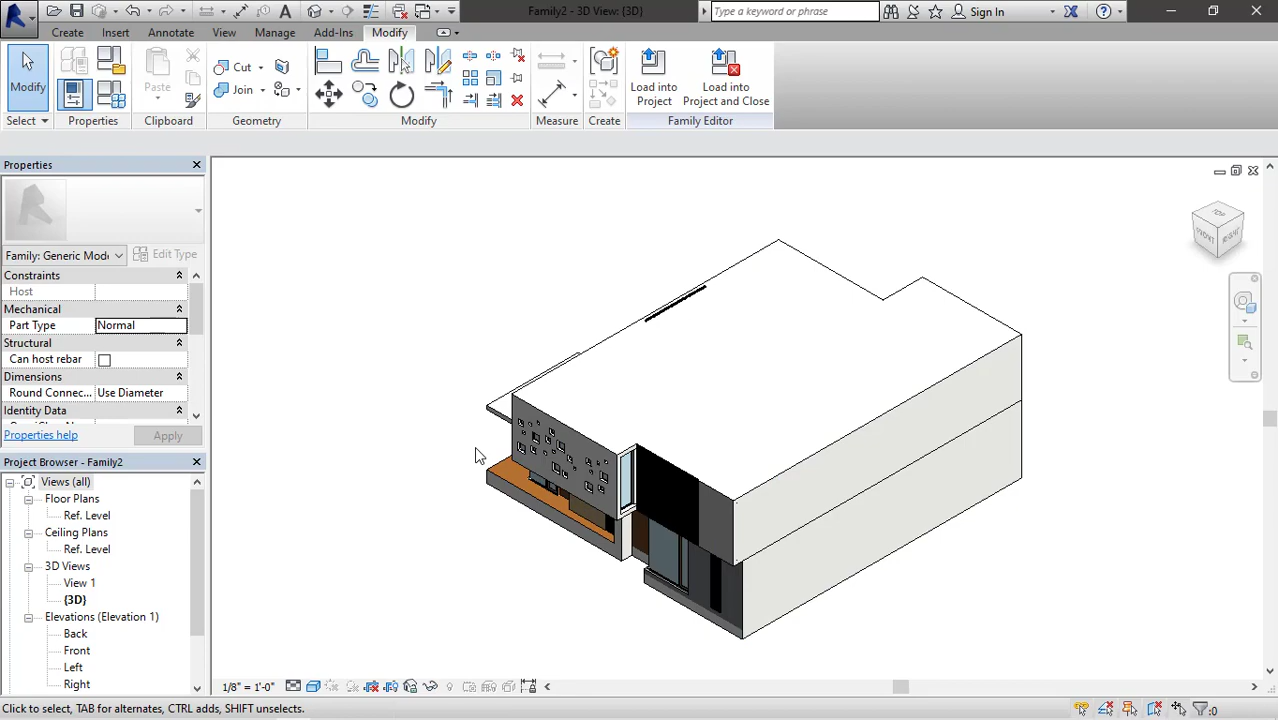 Family2 - 3D View: {3D}
Type a keyword or phrase
Sign In
Create Insert Annotate View Manage Add-Ins Modify
Modify
Paste
Cut
Join
Load into
Project
Load into
Project and Close
Select Properties Clipboard Geometry Modify Measure Create Family Editor
Properties
Family: Generic Mode
Edit Type
Constraints
Host
Mechanical
Part Type Normal
Structural
Can host rebar
Dimensions
Round Connec... Use Diameter
Identity Data
Properties help
Apply
Project Browser - Family2
Views (all)
Floor Plans
Ref. Level
Ceiling Plans
Ref. Level
3D Views
View 1
{3D}
Elevations (Elevation 1)
Back
Front
Left
Right
TOP
FRONT
RIGHT
1/8" = 1'-0"
Click to select, TAB for alternates, CTRL adds, SHIFT unselects.
:0